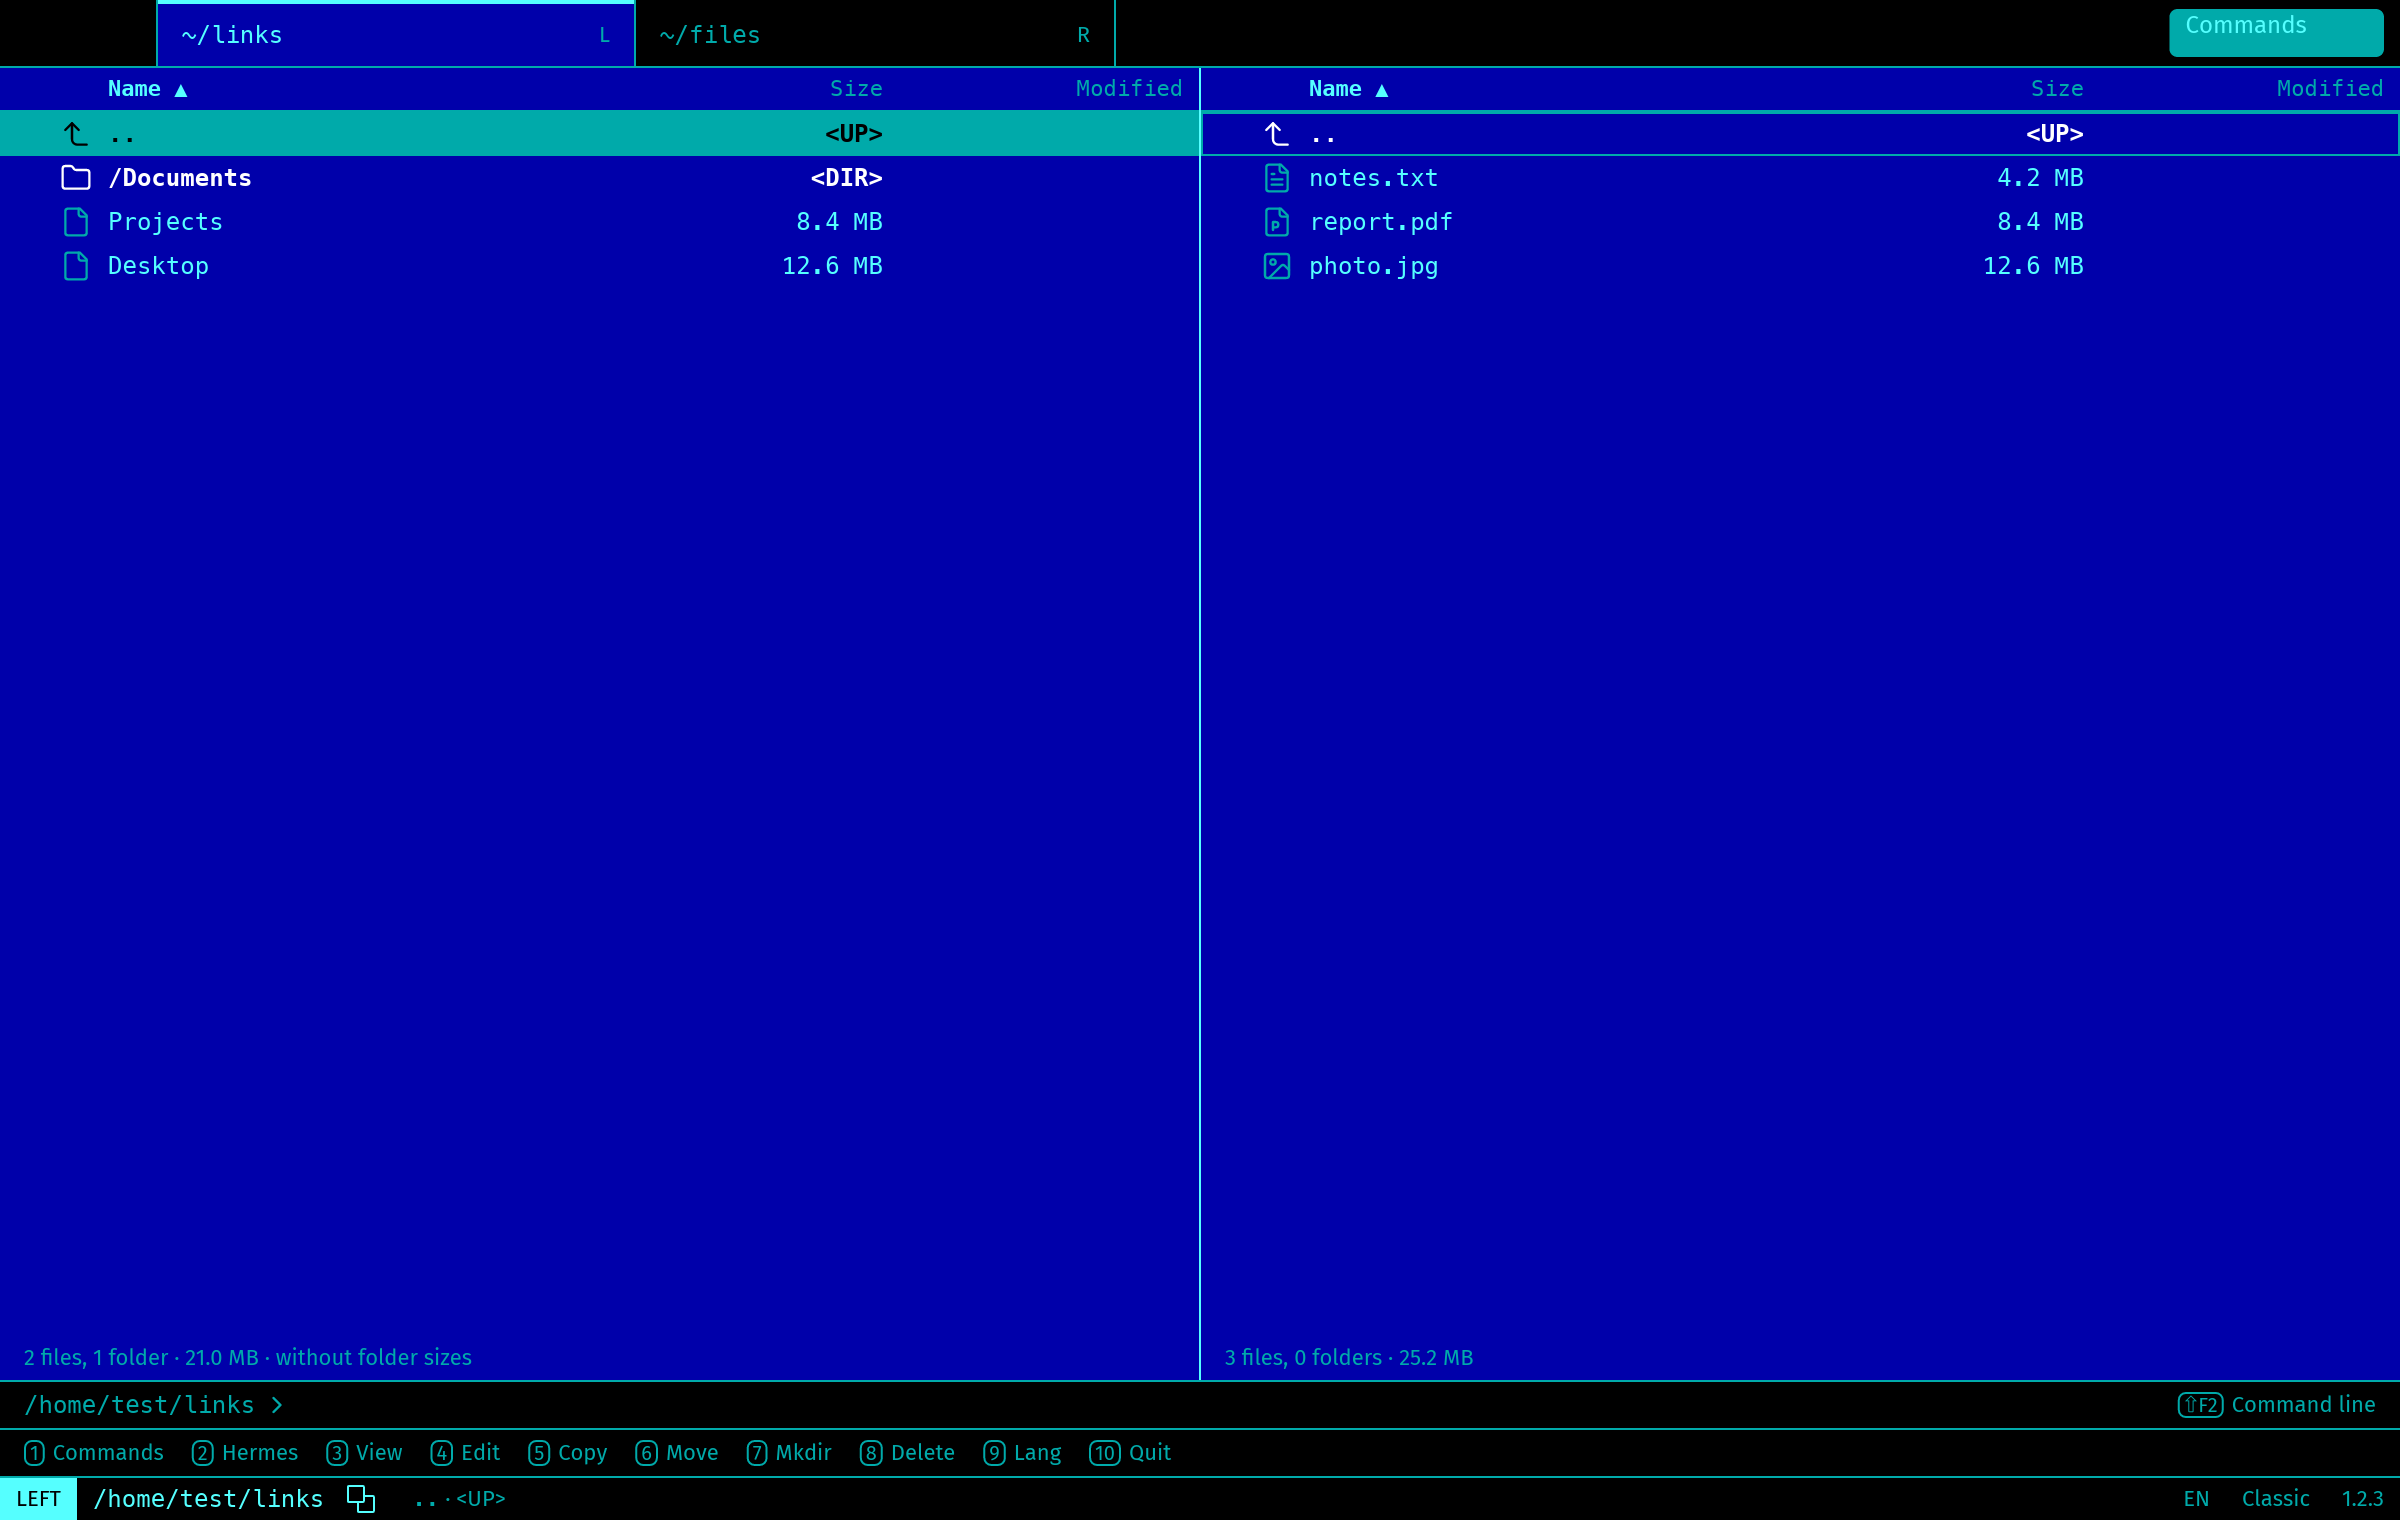 ~/links L ~/files R Commands
Name ▲ Size Modified Name ▲ Size Modified
.. <UP> .. <UP>
/Documents <DIR> notes.txt 4.2 MB
Projects 8.4 MB report.pdf 8.4 MB
Desktop 12.6 MB photo.jpg 12.6 MB
2 files, 1 folder · 21.0 MB · without folder sizes 3 files, 0 folders · 25.2 MB
/home/test/links > ⇧F2 Command line
1 Commands 2 Hermes 3 View 4 Edit 5 Copy 6 Move 7 Mkdir 8 Delete 9 Lang 10 Quit
LEFT /home/test/links .. · <UP> EN Classic 1.2.3